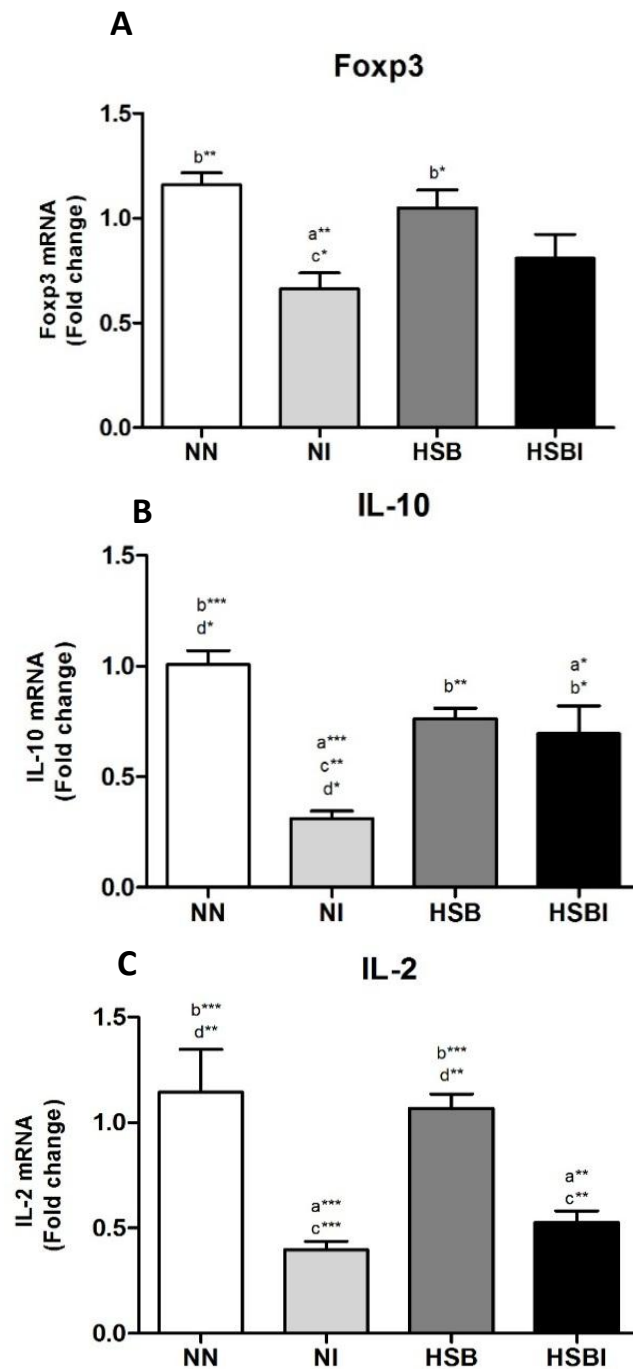 A
Foxp3
Foxp3 mRNA
(Fold change)
1.5
1.0
0.5
0.0
b**
a**
c*
b*
NN NI HSB HSBI
B
IL-10
IL-10 mRNA
(Fold change)
1.5
1.0
0.5
0.0
b***
d*
a***
c**
d*
b**
a*
b*
NN NI HSB HSBI
C
IL-2
IL-2 mRNA
(Fold change)
1.5
1.0
0.5
0.0
b***
d**
a***
c***
b***
d**
a**
c**
NN NI HSB HSBI